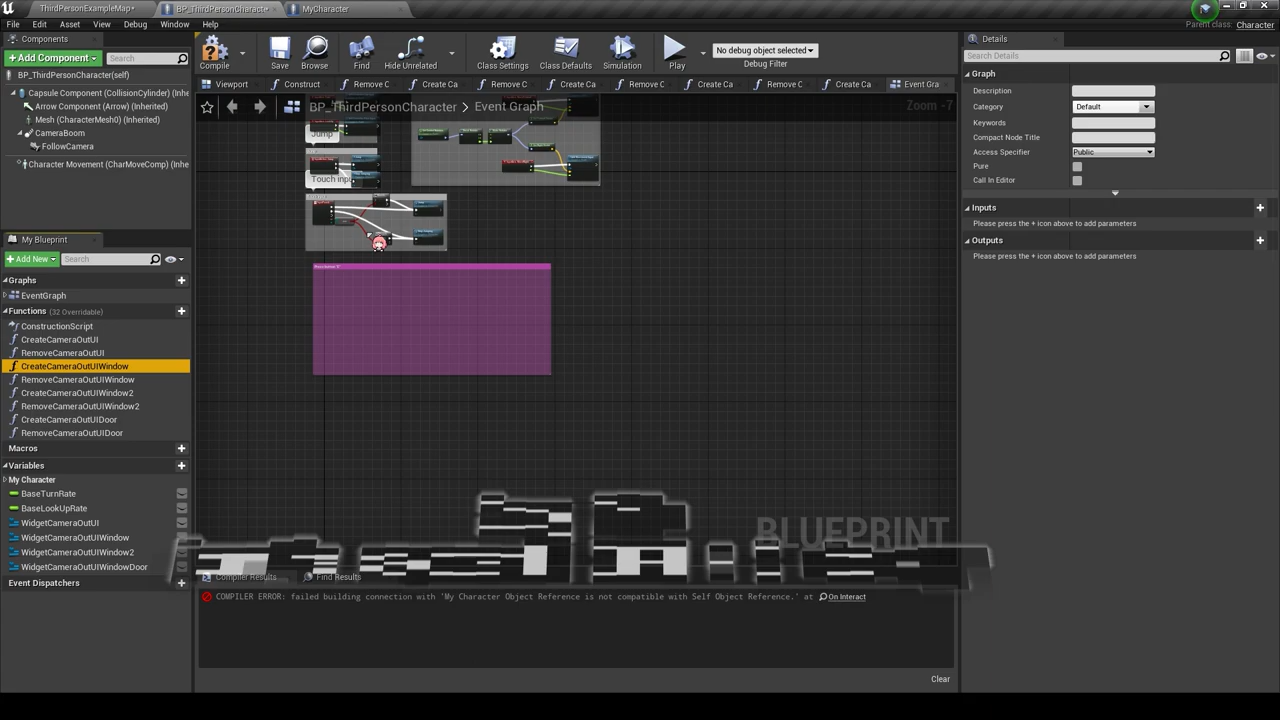 ThirdPersonExampleMap•
BP_ThirdPersonCharacte•
MyCharacter
File Edit Asset View Debug Window Help
Parent class: Character
Components
+Add Component
Search
BP_ThirdPersonCharacter(self)
Capsule Component (CollisionCylinder) (Inhe
Arrow Component (Arrow) (Inherited)
Mesh (CharacterMesh0) (Inherited)
CameraBoom
FollowCamera
Character Movement (CharMoveComp) (Inhe
Compile
Save
Browse
Find
Hide Unrelated
Class Settings
Class Defaults
Simulation
Play
No debug object selected
Debug Filter
Viewport
Construct
Remove C
Create Ca
Remove C
Create Ca
Remove C
Create Ca
Remove C
Create Ca
Event Gra
BP_ThirdPersonCharacter > Event Graph
Zoom -7
Jump
Touch inpu
BLUEPRINT
My Blueprint
+Add New
Search
Graphs
EventGraph
Functions (32 Overridable)
ConstructionScript
CreateCameraOutUI
RemoveCameraOutUI
CreateCameraOutUIWindow
RemoveCameraOutUIWindow
CreateCameraOutUIWindow2
RemoveCameraOutUIWindow2
CreateCameraOutUIDoor
RemoveCameraOutUIDoor
Macros
Variables
My Character
BaseTurnRate
BaseLookUpRate
WidgetCameraOutUI
WidgetCameraOutUIWindow
WidgetCameraOutUIWindow2
WidgetCameraOutUIWindowDoor
Event Dispatchers
Compiler Results
Find Results
COMPILER ERROR: failed building connection with 'My Character Object Reference is not compatible with Self Object Reference.' at On Interact
Clear
Details
Search Details
Graph
Description
Category
Default
Keywords
Compact Node Title
Access Specifier
Public
Pure
Call In Editor
Inputs
Please press the + icon above to add parameters
Outputs
Please press the + icon above to add parameters